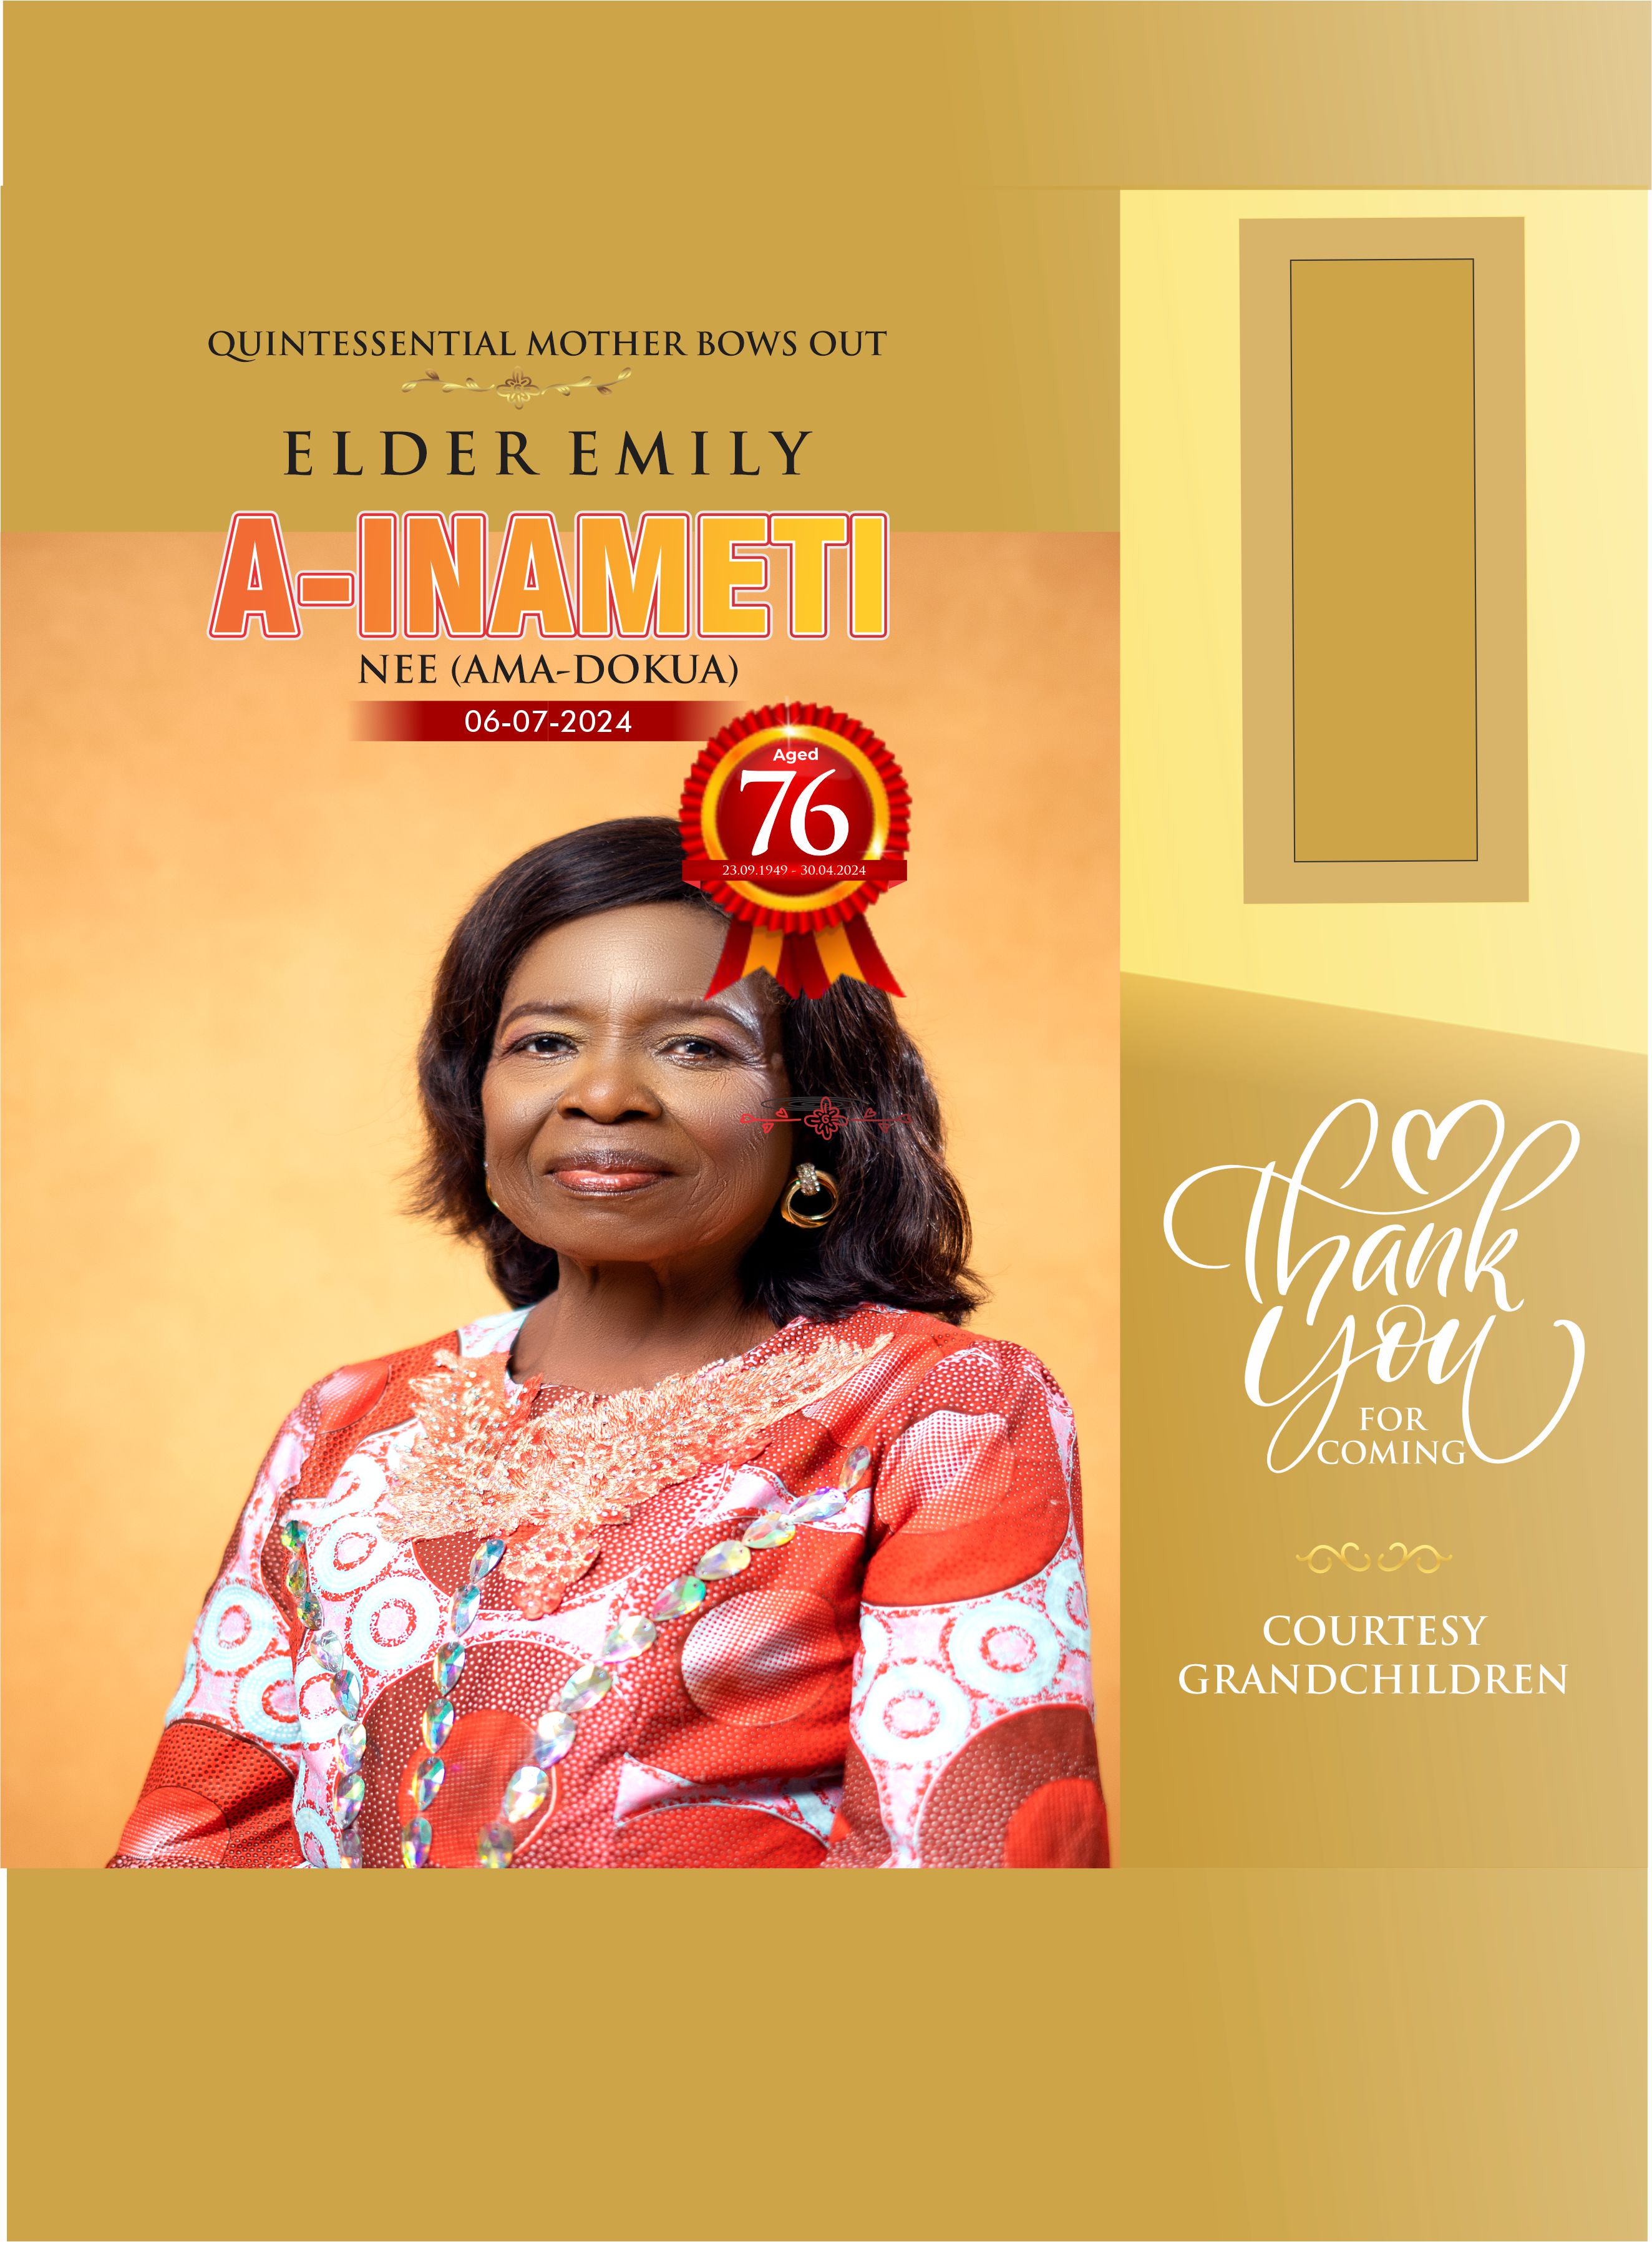 QUINTESSENTIAL MOTHER BOWS OUT
ELDER EMILY
A-INAMETI
NEE (AMA-DOKUA)
06-07-2024
Aged
76
23.09.1949 - 30.04.2024
Thank
you
FOR
COMING
COURTESY
GRANDCHILDREN